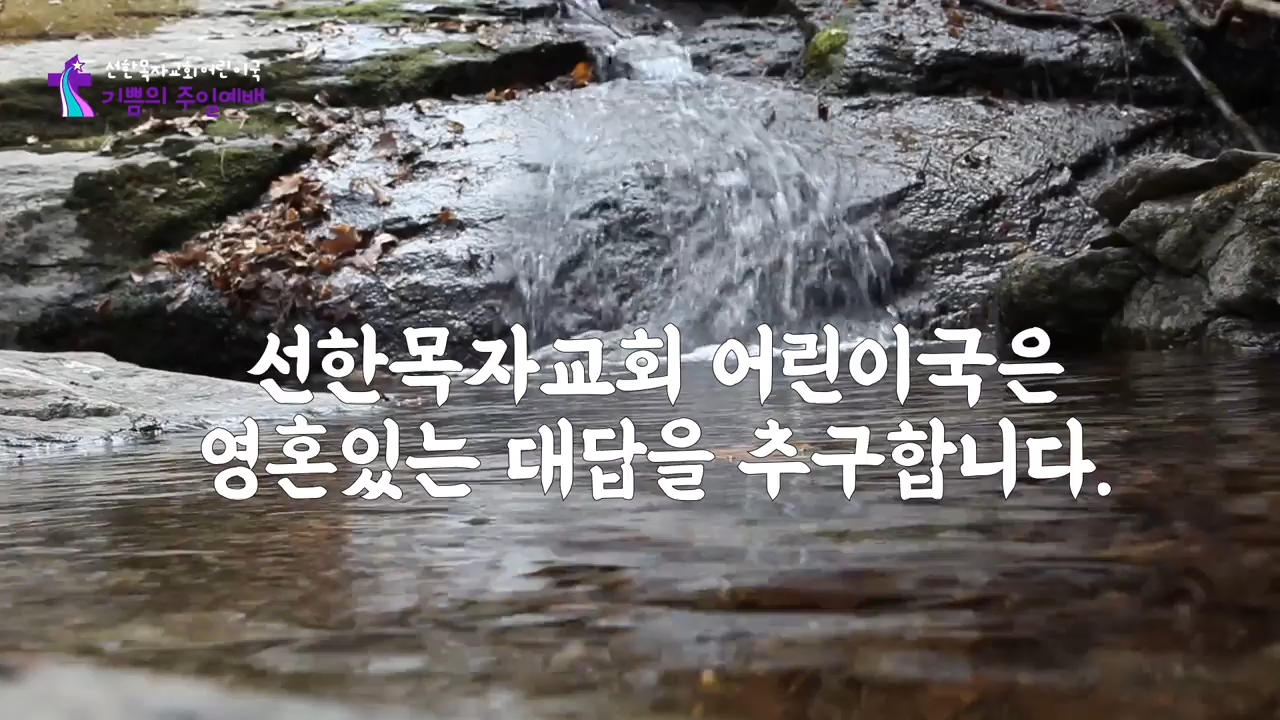 선한목자교회 어린이국
기쁨의 주일예배
선한목자교회 어린이국은
영혼있는 대답을 추구합니다.